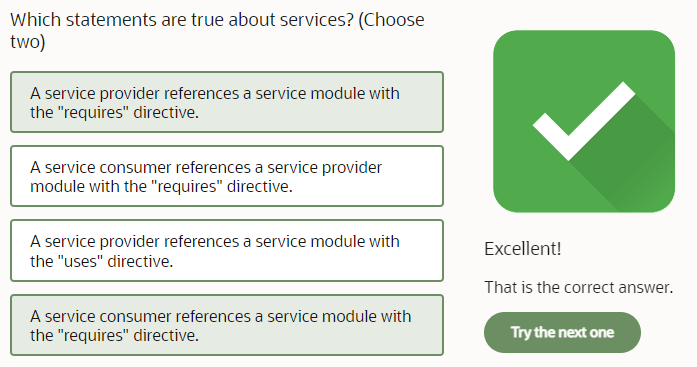 Which statements are true about services? (Choose
two)
A service provider references a service module with
the "requires" directive.
A service consumer references a service provider
module with the "requires" directive.
A service provider references a service module with
the "uses" directive.
A service consumer references a service module with
the "requires" directive.
Excellent!
That is the correct answer.
Try the next one